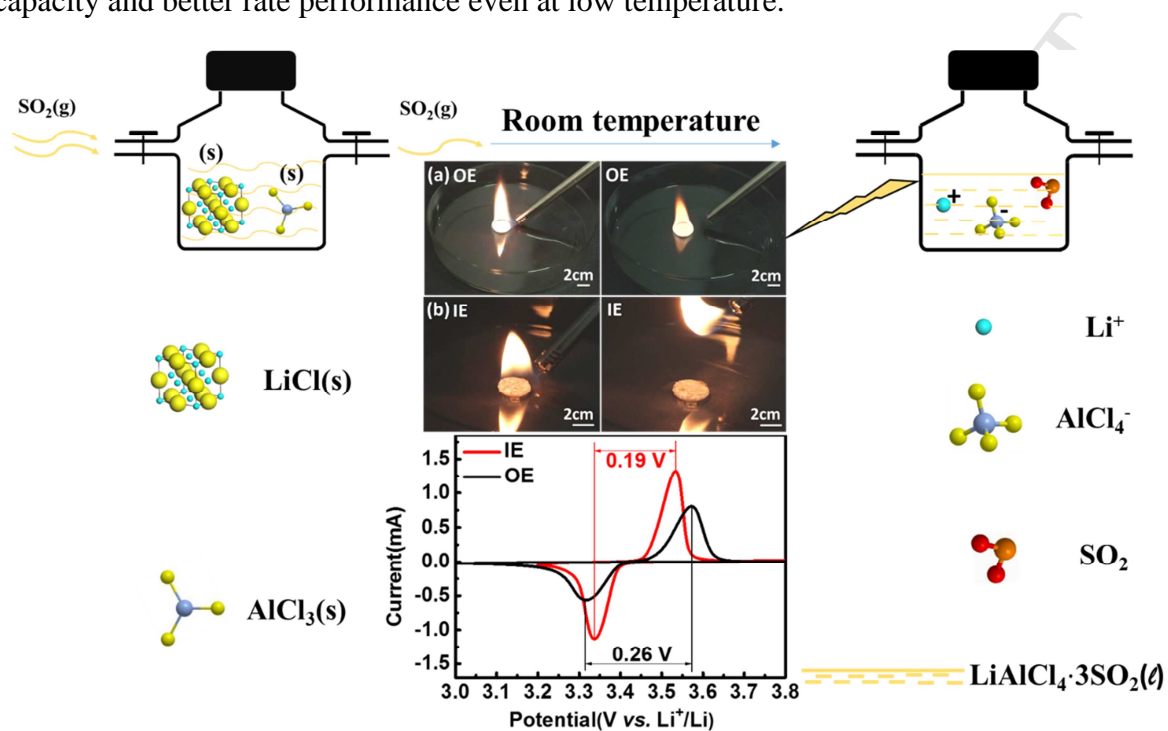 capacity and better rate performance even at low temperature.
SO2(g)
SO2(g)
Room temperature
(s)
(s)
(a) OE
OE
2cm
2cm
(b) IE
IE
2cm
2cm
+
-
LiCl(s)
AlCl3(s)
Li+
AlCl4-
SO2
LiAlCl4·3SO2(ℓ)
IE
OE
0.19 V
0.26 V
Current(mA)
1.5
1.0
0.5
0.0
-0.5
-1.0
-1.5
3.0 3.1 3.2 3.3 3.4 3.5 3.6 3.7 3.8
Potential(V vs. Li+/Li)